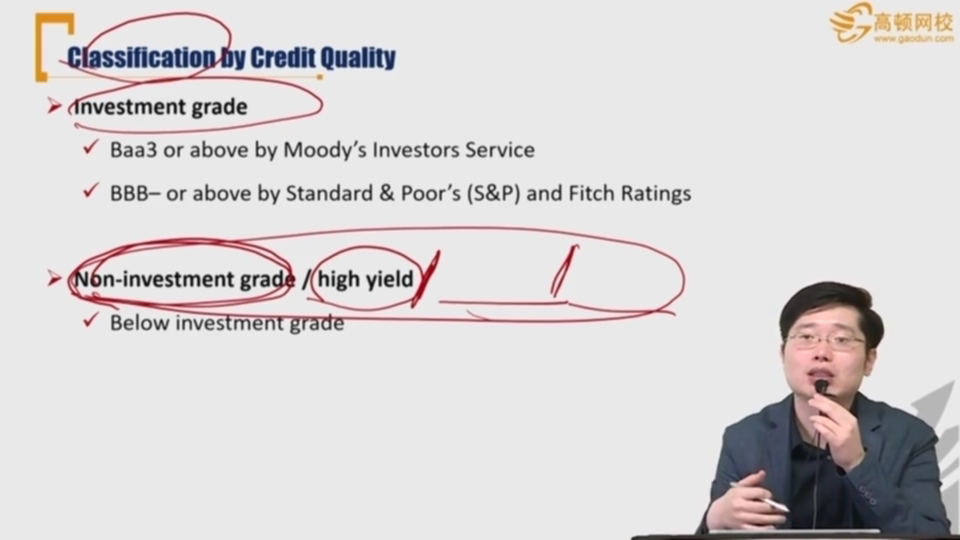 高顿网校
www.gaodun.com
Classification by Credit Quality
Investment grade
Baa3 or above by Moody's Investors Service
BBB– or above by Standard & Poor's (S&P) and Fitch Ratings
Non-investment grade / high yield
Below investment grade